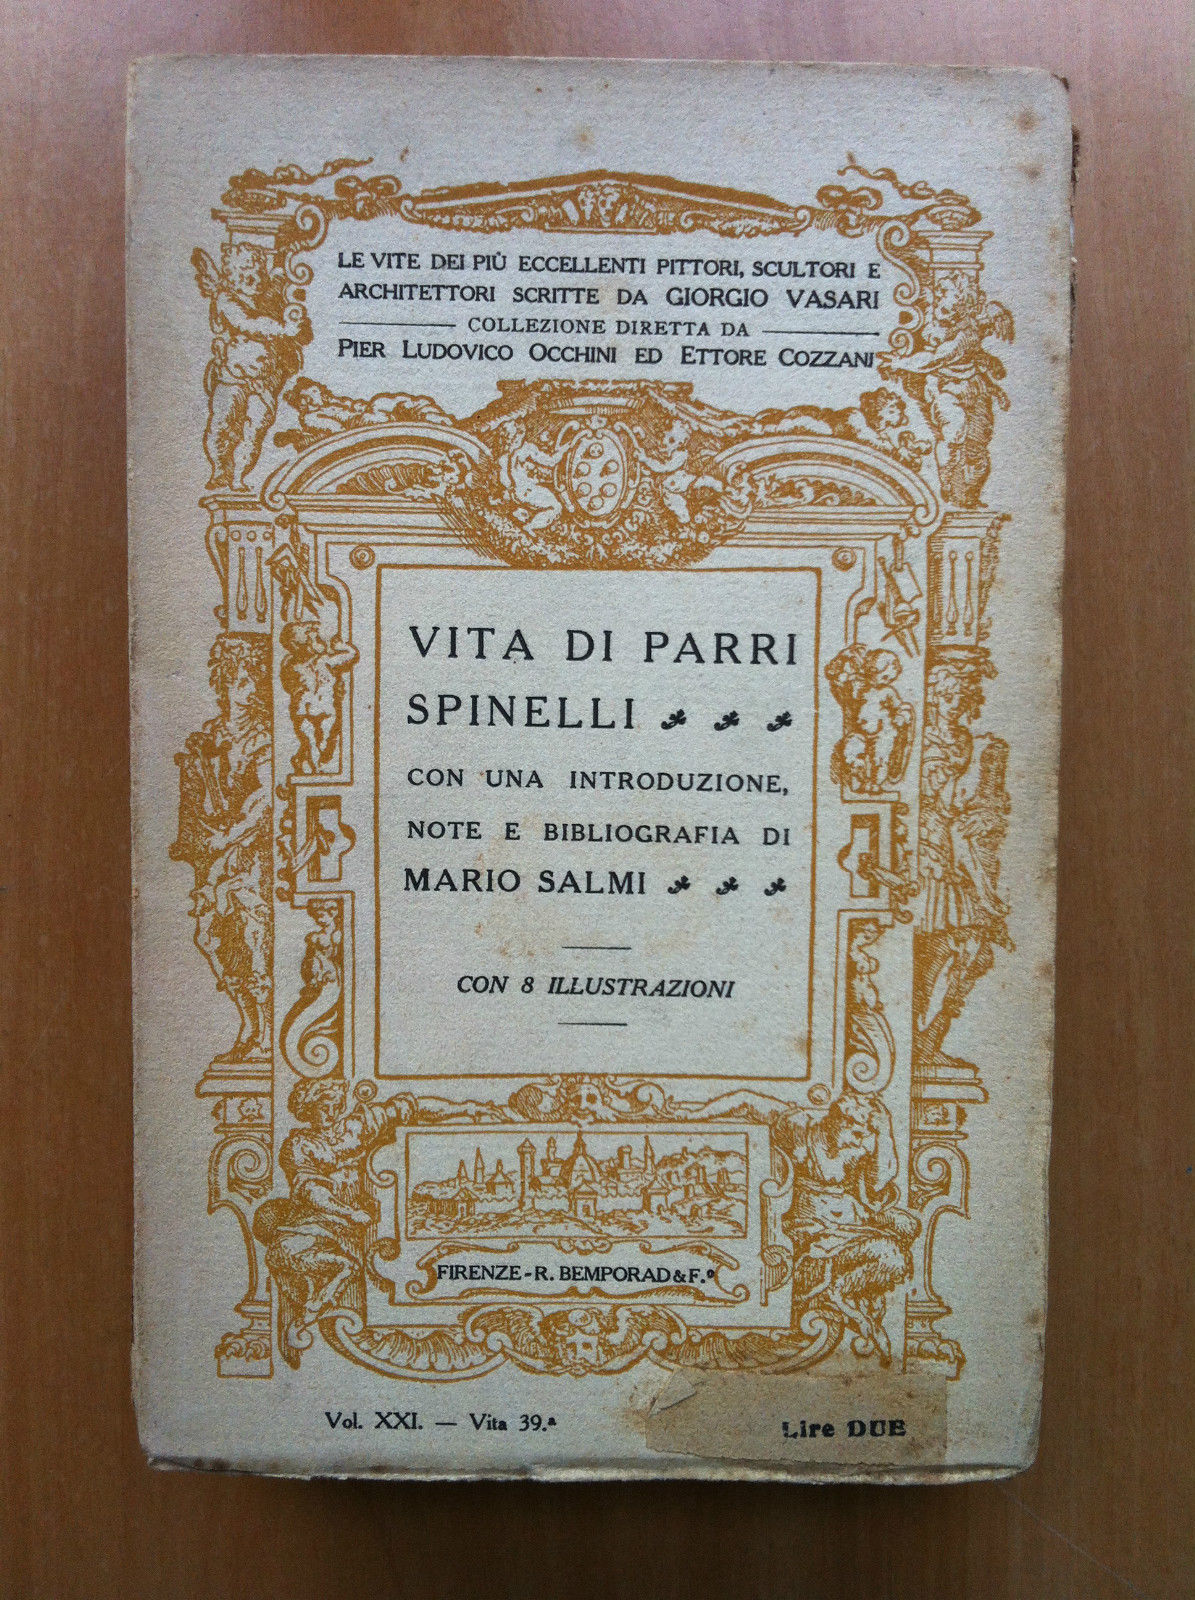 LE VITE DEI PIÙ ECCELLENTI PITTORI, SCULTORI E
ARCHITETTORI SCRITTE DA GIORGIO VASARI
COLLEZIONE DIRETTA DA
PIER LUDOVICO OCCHINI ED ETTORE COZZANI
VITA DI PARRI
SPINELLI
CON UNA INTRODUZIONE,
NOTE E BIBLIOGRAFIA DI
MARIO SALMI
CON 8 ILLUSTRAZIONI
FIRENZE-R. BEMPORAD & F.º
Vol. XXI. — Vita 39.ª
Lire DUE